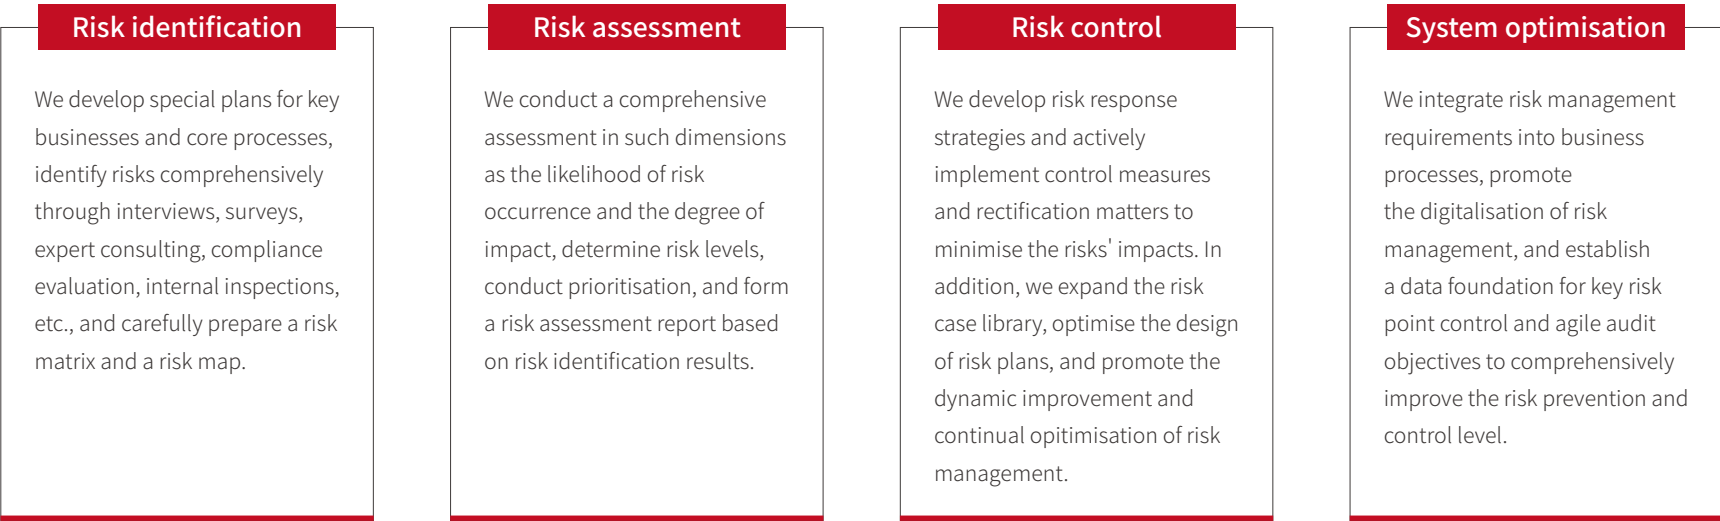 Risk identification
We develop special plans for key
businesses and core processes,
identify risks comprehensively
through interviews, surveys,
expert consulting, compliance
evaluation, internal inspections,
etc., and carefully prepare a risk
matrix and a risk map.
Risk assessment
We conduct a comprehensive
assessment in such dimensions
as the likelihood of risk
occurrence and the degree of
impact, determine risk levels,
conduct prioritisation, and form
a risk assessment report based
on risk identification results.
Risk control
We develop risk response
strategies and actively
implement control measures
and rectification matters to
minimise the risks' impacts. In
addition, we expand the risk
case library, optimise the design
of risk plans, and promote the
dynamic improvement and
continual opitimisation of risk
management.
System optimisation
We integrate risk management
requirements into business
processes, promote
the digitalisation of risk
management, and establish
a data foundation for key risk
point control and agile audit
objectives to comprehensively
improve the risk prevention and
control level.